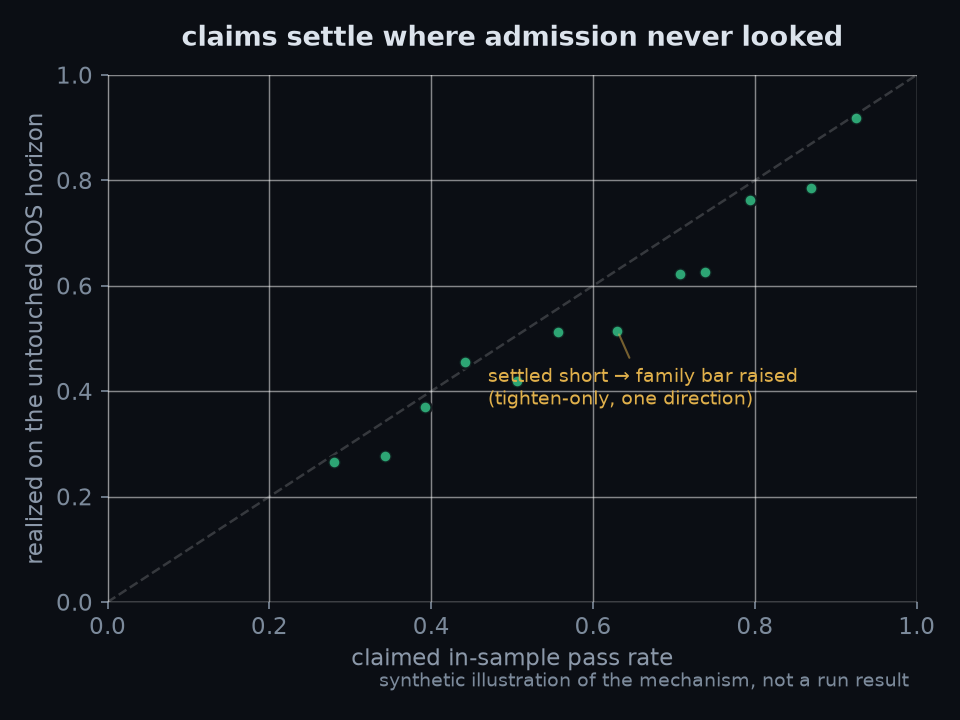 claims settle where admission never looked
realized on the untouched OOS horizon
1.0
0.8
0.6
0.4
0.2
0.0
settled short → family bar raised
(tighten-only, one direction)
0.0 0.2 0.4 0.6 0.8 1.0
claimed in-sample pass rate
synthetic illustration of the mechanism, not a run result